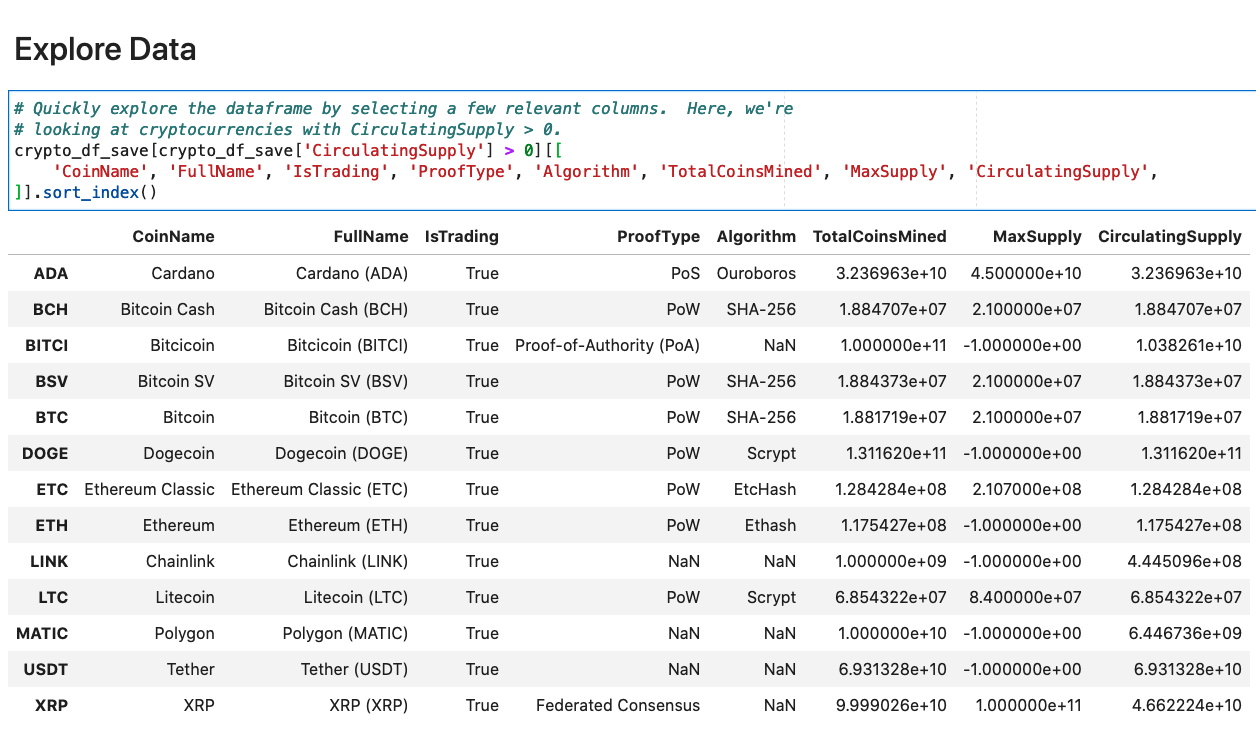 Explore Data
# Quickly explore the dataframe by selecting a few relevant columns.  Here, we're
# looking at cryptocurrencies with CirculatingSupply > 0.
crypto_df_save[crypto_df_save['CirculatingSupply'] > 0][[
    'CoinName', 'FullName', 'IsTrading', 'ProofType', 'Algorithm', 'TotalCoinsMined', 'MaxSupply', 'CirculatingSupply',
]].sort_index()
CoinName FullName IsTrading ProofType Algorithm TotalCoinsMined MaxSupply CirculatingSupply
ADA Cardano Cardano (ADA) True PoS Ouroboros 3.236963e+10 4.500000e+10 3.236963e+10
BCH Bitcoin Cash Bitcoin Cash (BCH) True PoW SHA-256 1.884707e+07 2.100000e+07 1.884707e+07
BITCI Bitcicoin Bitcicoin (BITCI) True Proof-of-Authority (PoA) NaN 1.000000e+11 -1.000000e+00 1.038261e+10
BSV Bitcoin SV Bitcoin SV (BSV) True PoW SHA-256 1.884373e+07 2.100000e+07 1.884373e+07
BTC Bitcoin Bitcoin (BTC) True PoW SHA-256 1.881719e+07 2.100000e+07 1.881719e+07
DOGE Dogecoin Dogecoin (DOGE) True PoW Scrypt 1.311620e+11 -1.000000e+00 1.311620e+11
ETC Ethereum Classic Ethereum Classic (ETC) True PoW EtcHash 1.284284e+08 2.107000e+08 1.284284e+08
ETH Ethereum Ethereum (ETH) True PoW Ethash 1.175427e+08 -1.000000e+00 1.175427e+08
LINK Chainlink Chainlink (LINK) True NaN NaN 1.000000e+09 -1.000000e+00 4.445096e+08
LTC Litecoin Litecoin (LTC) True PoW Scrypt 6.854322e+07 8.400000e+07 6.854322e+07
MATIC Polygon Polygon (MATIC) True NaN NaN 1.000000e+10 -1.000000e+00 6.446736e+09
USDT Tether Tether (USDT) True NaN NaN 6.931328e+10 -1.000000e+00 6.931328e+10
XRP XRP XRP (XRP) True Federated Consensus NaN 9.999026e+10 1.000000e+11 4.662224e+10